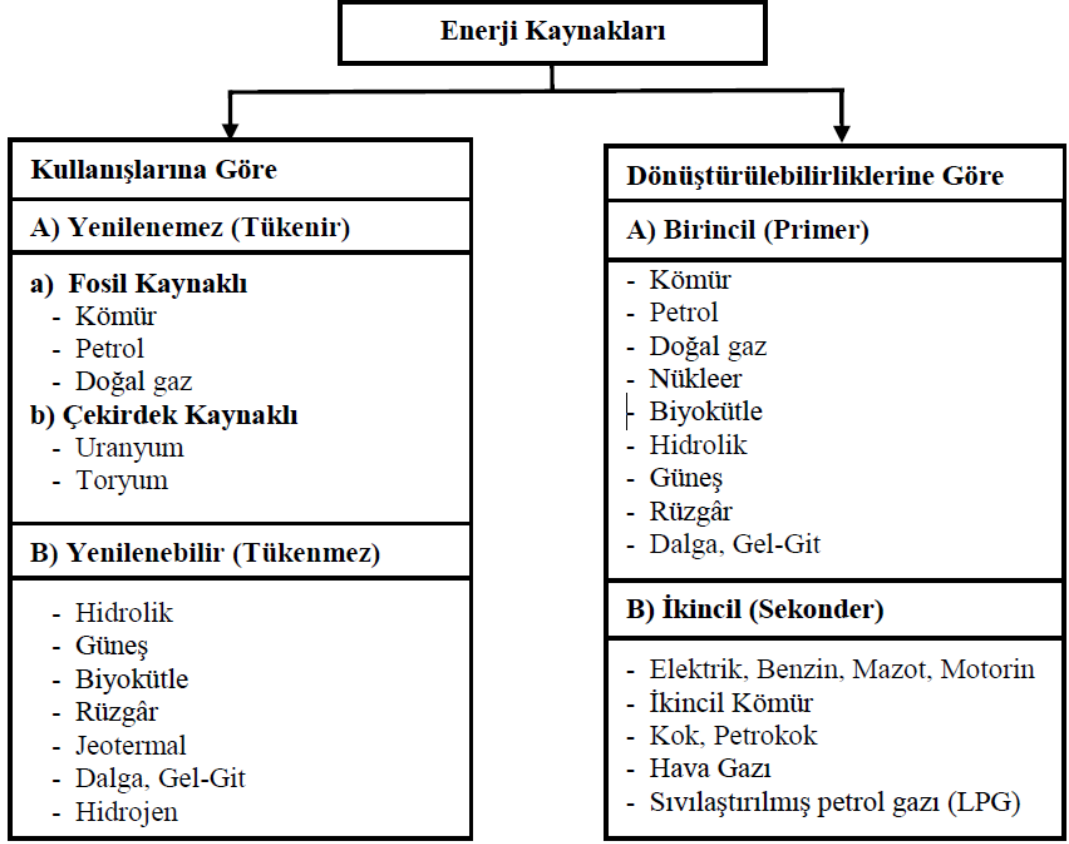 Enerji Kaynakları
Kullanışlarına Göre
A) Yenilenemez (Tükenir)
a) Fosil Kaynaklı
- Kömür
- Petrol
- Doğal gaz
b) Çekirdek Kaynaklı
- Uranyum
- Toryum
B) Yenilenebilir (Tükenmez)
- Hidrolik
- Güneş
- Biyokütle
- Rüzgâr
- Jeotermal
- Dalga, Gel-Git
- Hidrojen
Dönüştürülebilirliklerine Göre
A) Birincil (Primer)
- Kömür
- Petrol
- Doğal gaz
- Nükleer
- Biyokütle
- Hidrolik
- Güneş
- Rüzgâr
- Dalga, Gel-Git
B) İkincil (Sekonder)
- Elektrik, Benzin, Mazot, Motorin
- İkincil Kömür
- Kok, Petrokok
- Hava Gazı
- Sıvılaştırılmış petrol gazı (LPG)